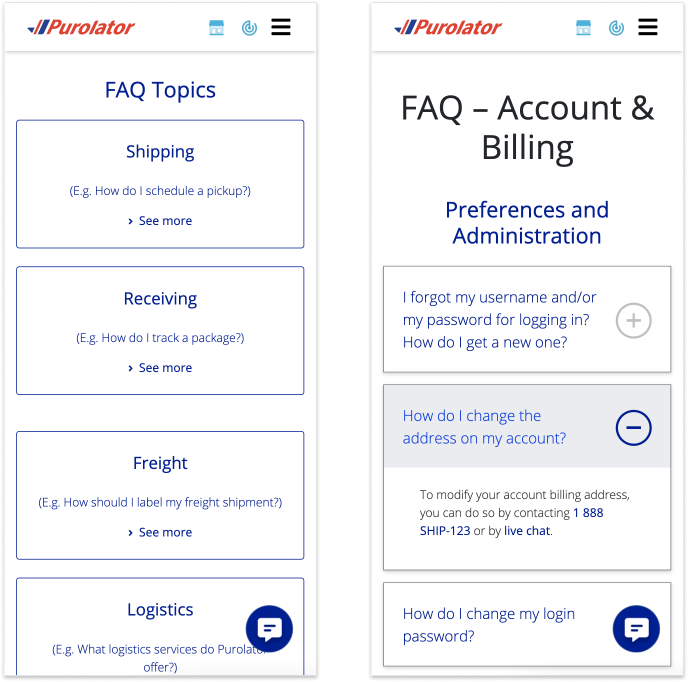 Purolator
FAQ Topics
Shipping
(E.g. How do I schedule a pickup?)
› See more
Receiving
(E.g. How do I track a package?)
› See more
Freight
(E.g. How should I label my freight shipment?)
› See more
Logistics
(E.g. What logistics services do Purolator
offer?)
Purolator
FAQ – Account &
Billing
Preferences and
Administration
I forgot my username and/or
my password for logging in?
How do I get a new one?
How do I change the
address on my account?
To modify your account billing address,
you can do so by contacting 1 888
SHIP-123 or by live chat.
How do I change my login
password?